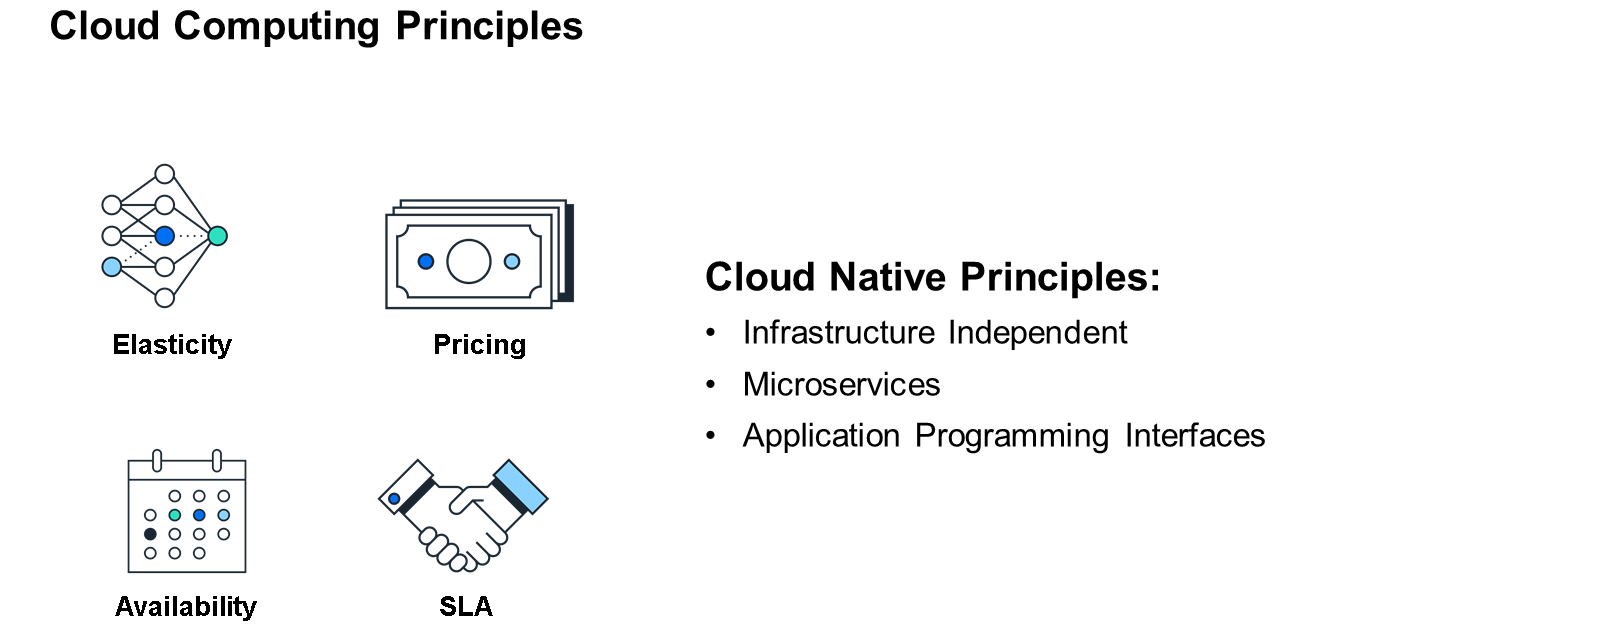 Cloud Computing Principles
Elasticity
Pricing
Availability
SLA
Cloud Native Principles:
• Infrastructure Independent
• Microservices
• Application Programming Interfaces